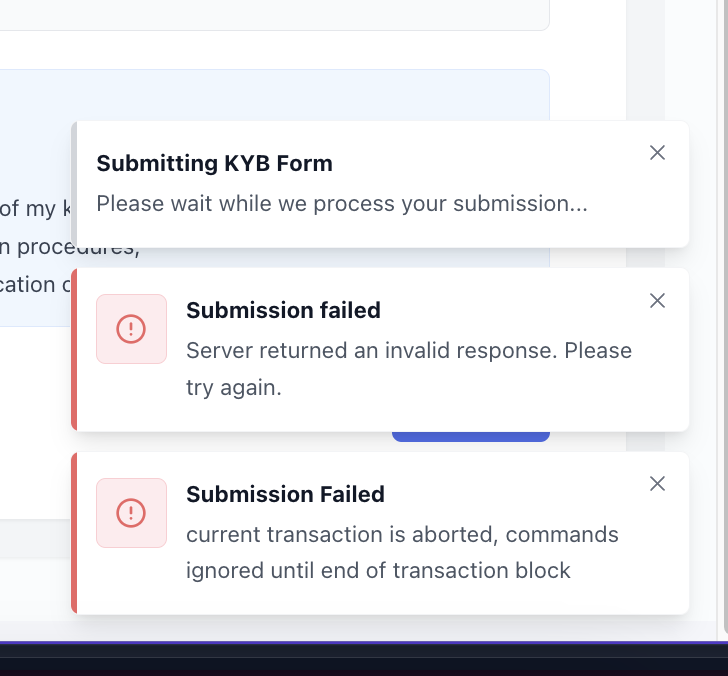 Submitting KYB Form
of my k
Please wait while we process your submission...
n procedures,
cation
Submission failed
Server returned an invalid response. Please
try again.
Submission Failed
current transaction is aborted, commands
ignored until end of transaction block